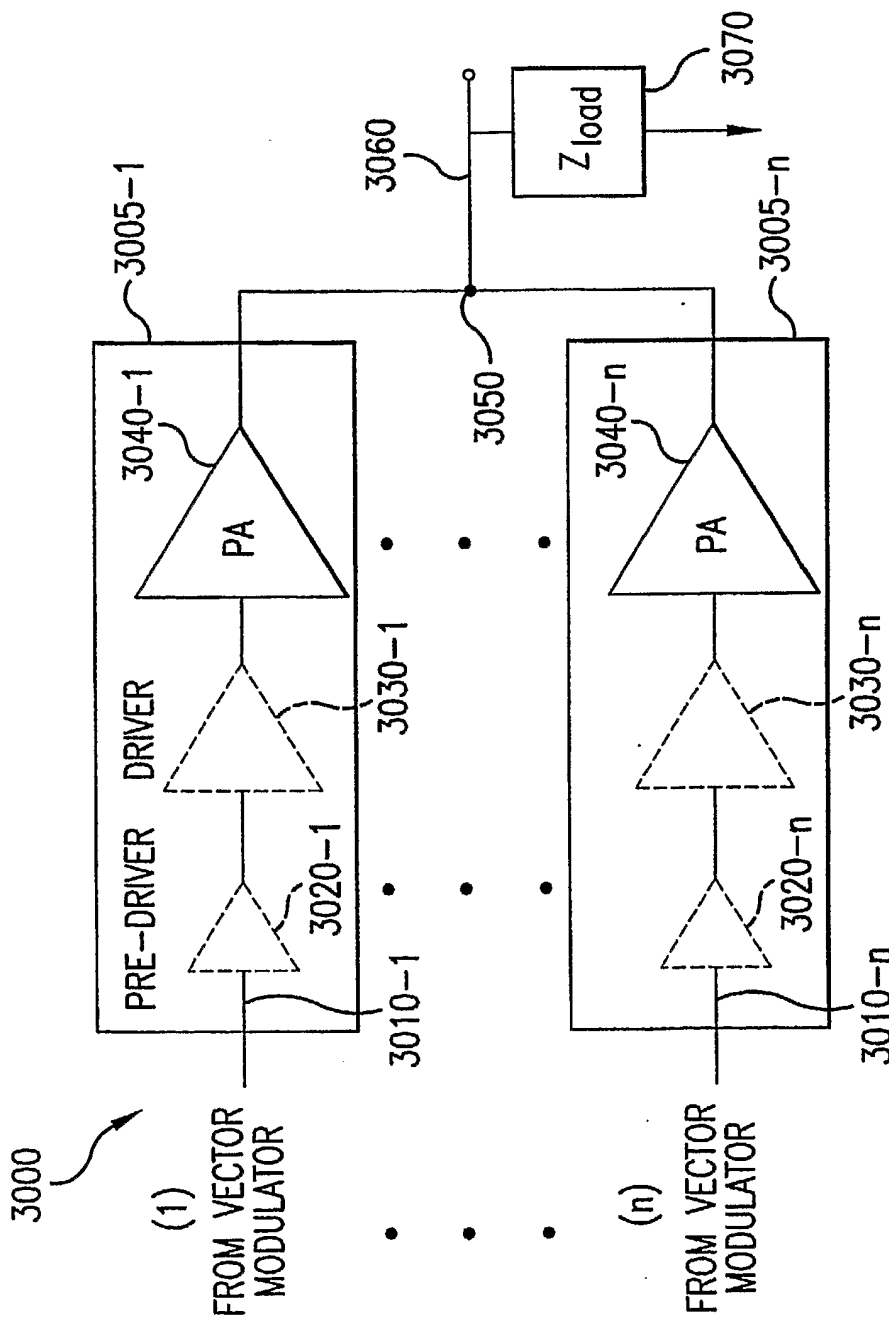 3000
(1)
FROM VECTOR
MODULATOR
3010-1
PRE-DRIVER
3020-1
DRIVER
3030-1
PA
3040-1
3005-1
3050
3060
Z load
3070
(n)
FROM VECTOR
MODULATOR
3010-n
3020-n
3030-n
PA
3040-n
3005-n